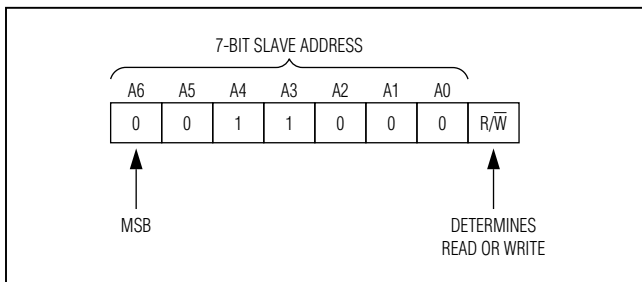 7-BIT SLAVE ADDRESS
A6 A5 A4 A3 A2 A1 A0
0 0 1 1 0 0 0 R/W̅
MSB DETERMINES
READ OR WRITE